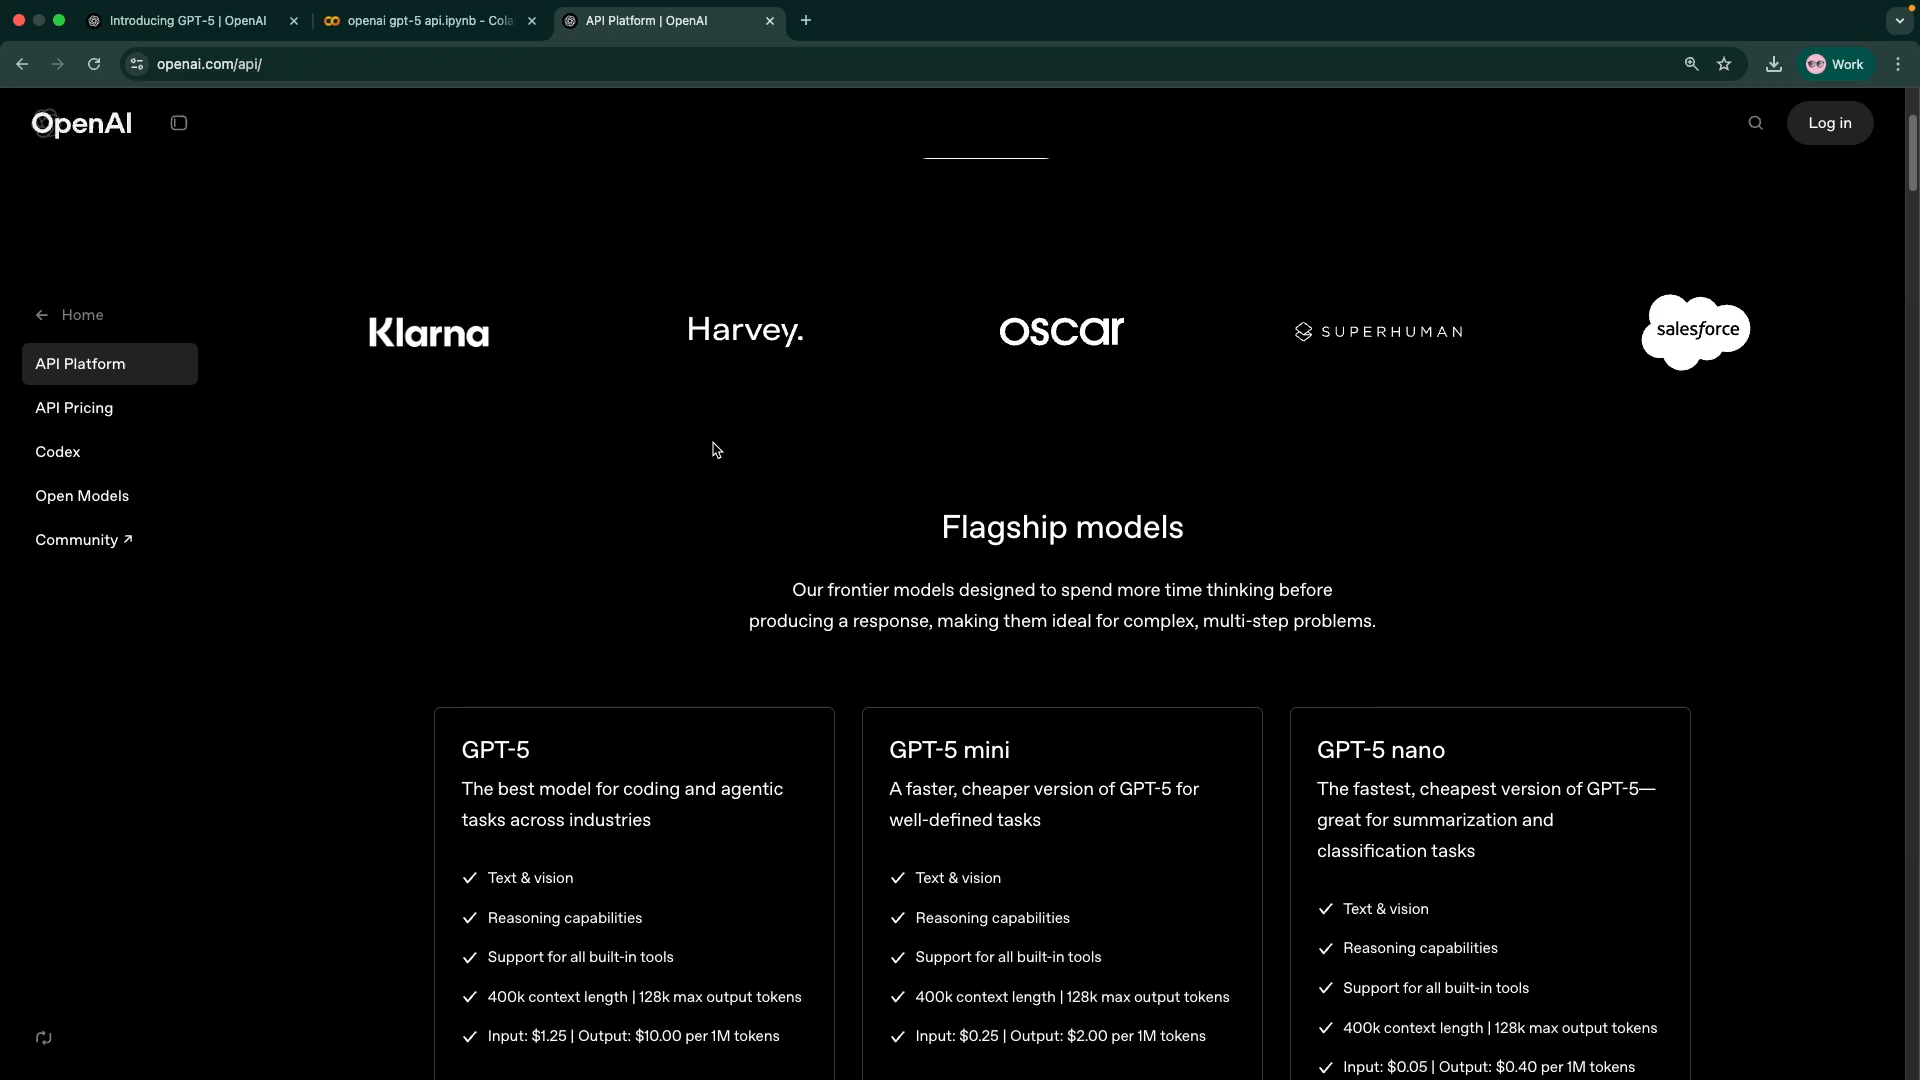 Introducing GPT-5 | OpenAI
openai gpt-5 api.ipynb - Cola
API Platform | OpenAI
openai.com/api/
Work
OpenAI
Log in
Home
API Platform
API Pricing
Codex
Open Models
Community ↗
Klarna
Harvey.
oscar
SUPERHUMAN
salesforce
Flagship models
Our frontier models designed to spend more time thinking before
producing a response, making them ideal for complex, multi-step problems.
GPT-5
The best model for coding and agentic
tasks across industries
Text & vision
Reasoning capabilities
Support for all built-in tools
400k context length | 128k max output tokens
Input: $1.25 | Output: $10.00 per 1M tokens
GPT-5 mini
A faster, cheaper version of GPT-5 for
well-defined tasks
Text & vision
Reasoning capabilities
Support for all built-in tools
400k context length | 128k max output tokens
Input: $0.25 | Output: $2.00 per 1M tokens
GPT-5 nano
The fastest, cheapest version of GPT-5—
great for summarization and
classification tasks
Text & vision
Reasoning capabilities
Support for all built-in tools
400k context length | 128k max output tokens
Input: $0.05 | Output: $0.40 per 1M tokens